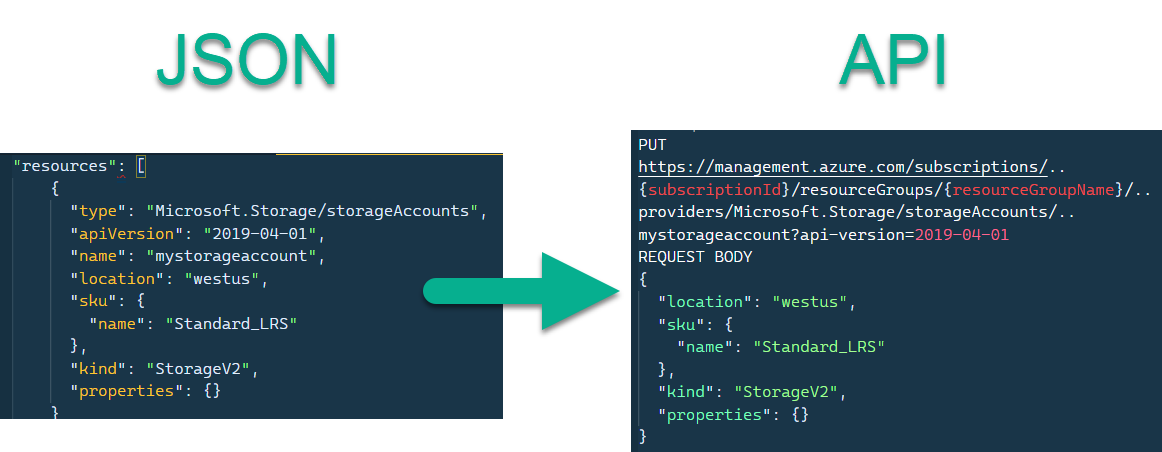 JSON
API
"resources": [
{
"type": "Microsoft.Storage/storageAccounts",
"apiVersion": "2019-04-01",
"name": "mystorageaccount",
"location": "westus",
"sku": {
"name": "Standard_LRS"
},
"kind": "StorageV2",
"properties": {}
}
PUT
https://management.azure.com/subscriptions/..
{subscriptionId}/resourceGroups/{resourceGroupName}/..
providers/Microsoft.Storage/storageAccounts/..
mystorageaccount?api-version=2019-04-01
REQUEST BODY
{
"location": "westus",
"sku": {
"name": "Standard_LRS"
},
"kind": "StorageV2",
"properties": {}
}